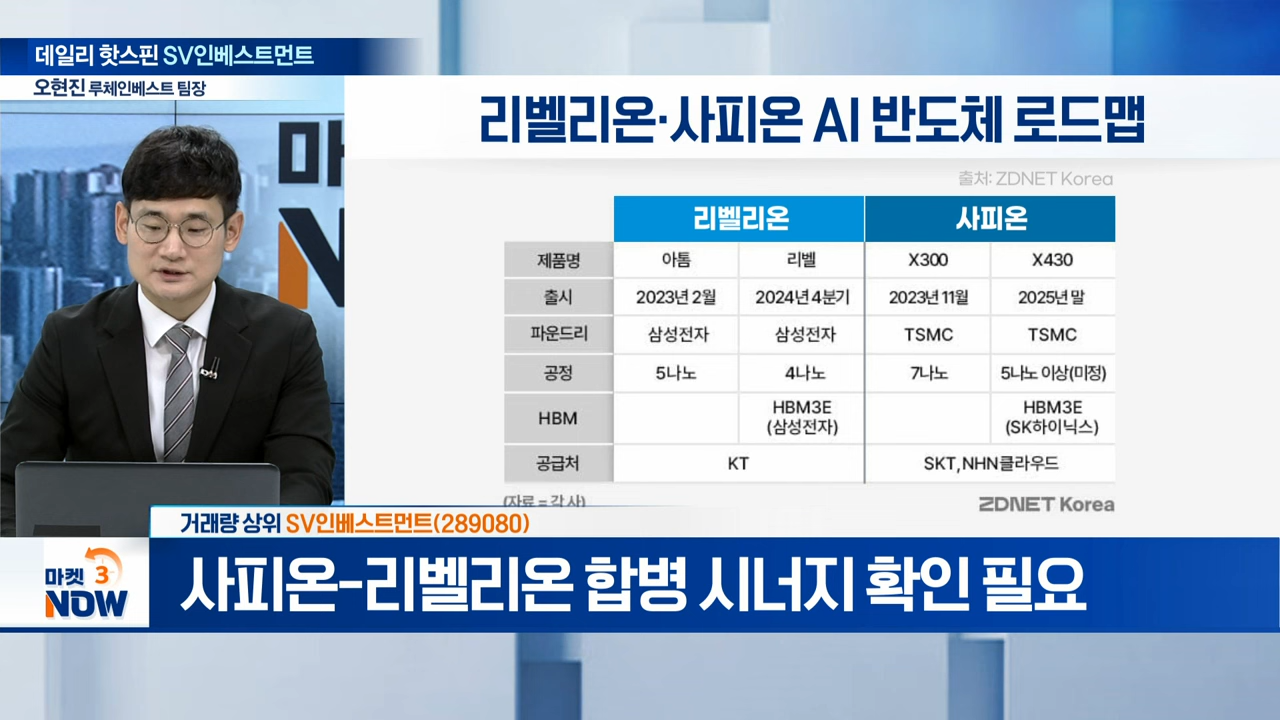 데일리 핫스핀 SV인베스트먼트
오현진 루체인베스트 팀장
리벨리온·사피온 AI 반도체 로드맵
출처: ZDNET Korea
리벨리온 사피온
제품명 아톰 리벨 X300 X430
출시 2023년 2월 2024년 4분기 2023년 11월 2025년 말
파운드리 삼성전자 삼성전자 TSMC TSMC
공정 5나노 4나노 7나노 5나노 이상(미정)
HBM HBM3E (삼성전자) HBM3E (SK하이닉스)
공급처 KT SKT, NHN클라우드
(자료 = 각 사) ZDNET Korea
거래량 상위 SV인베스트먼트(289080)
마켓 3 NOW
사피온-리벨리온 합병 시너지 확인 필요